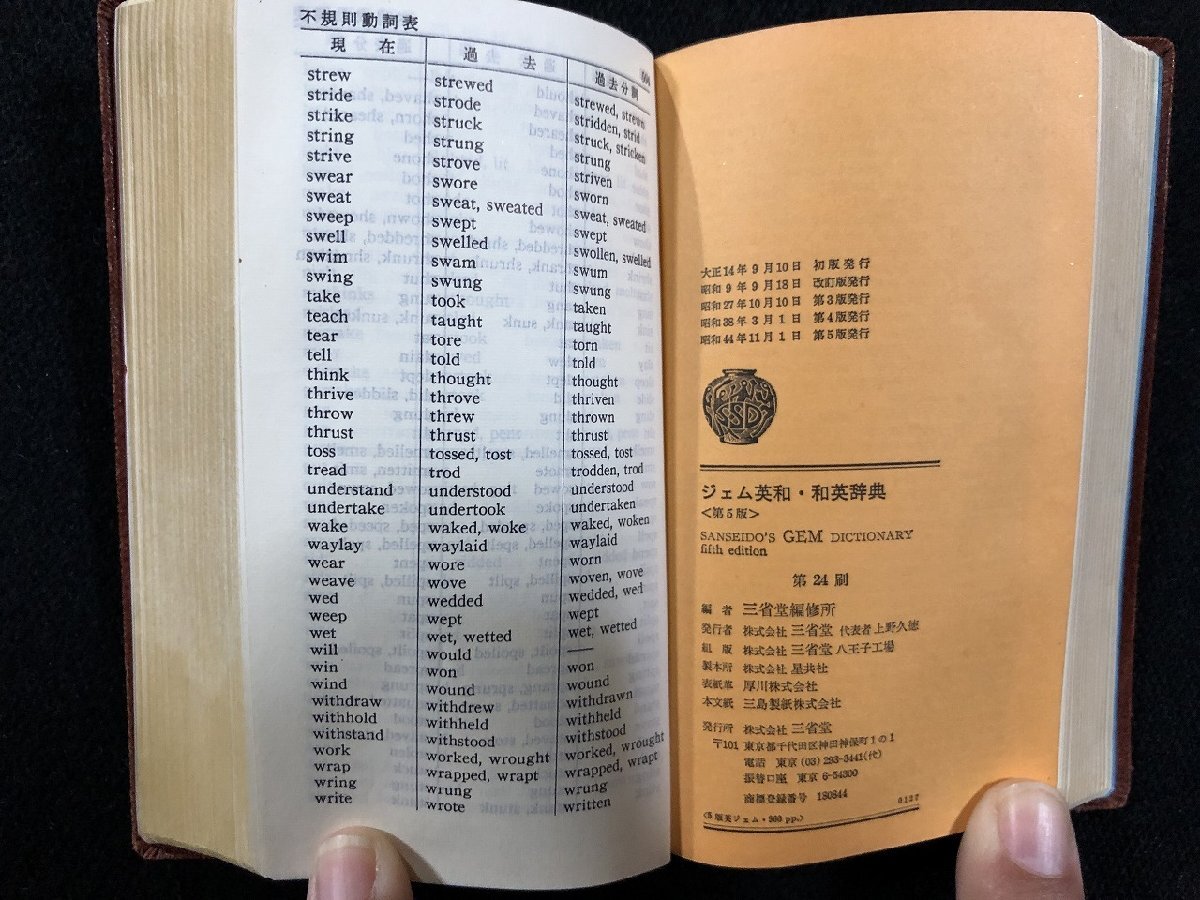 不規則動詞表
現在 過去 過去分詞
strew strewed strewed, strewn
stride strode stridden, strid
strike struck struck, stricken
string strung strung
strive strove striven
swear swore sworn
sweat sweat, sweated sweat, sweated
sweep swept swept
swell swelled swollen, swelled
swim swam swum
swing swung swung
take took taken
teach taught taught
tear tore torn
tell told told
think thought thought
thrive throve thriven
throw threw thrown
thrust thrust thrust
toss tossed, tost tossed, tost
tread trod trodden, trod
understand understood understood
undertake undertook undertaken
wake waked, woke waked, woken
waylay waylaid waylaid
wear wore worn
weave wove woven, wove
wed wedded wedded, wed
weep wept wept
wet wet, wetted wet, wetted
will would —
win won won
wind wound wound
withdraw withdrew withdrawn
withhold withheld withheld
withstand withstood withstood
work worked, wrought worked, wrought
wrap wrapped, wrapt wrapped, wrapt
wring wrung wrung
write wrote written
大正14年9月10日 初版発行
昭和9年9月18日 改訂版発行
昭和27年10月10日 第3版発行
昭和38年3月1日 第4版発行
昭和44年11月1日 第5版発行
SSD
ジェム英和・和英辞典
<第5版>
SANSEIDO'S GEM DICTIONARY
fifth edition
第24刷
編者 三省堂編修所
発行者 株式会社 三省堂 代表者 上野久徳
組版 株式会社 三省堂 八王子工場
製本所 株式会社 星共社
表紙革 厚川株式会社
本文紙 三島製紙株式会社
発行所 株式会社 三省堂
〒101 東京都千代田区神田神保町1の1
電話 東京 (03) 293-3441(代)
振替口座 東京 6-54300
商標登録番号 130844
0127
<5版英ジェム・960 pp.>